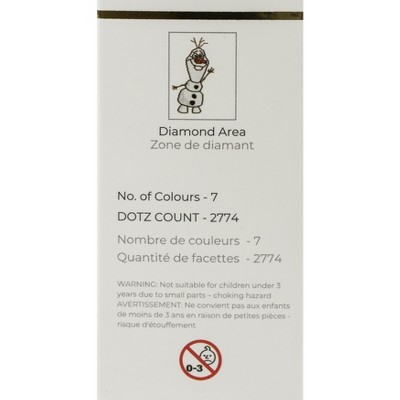 Diamond Area
Zone de diamant
No. of Colours - 7
DOTZ COUNT - 2774
Nombre de couleurs - 7
Quantité de facettes - 2774
WARNING: Not suitable for children under 3
years due to small parts – choking hazard
AVERTISSEMENT: Ne convient pas aux enfants
de moins de 3 ans en raison de petites pièces -
risque d'étouffement
0-3